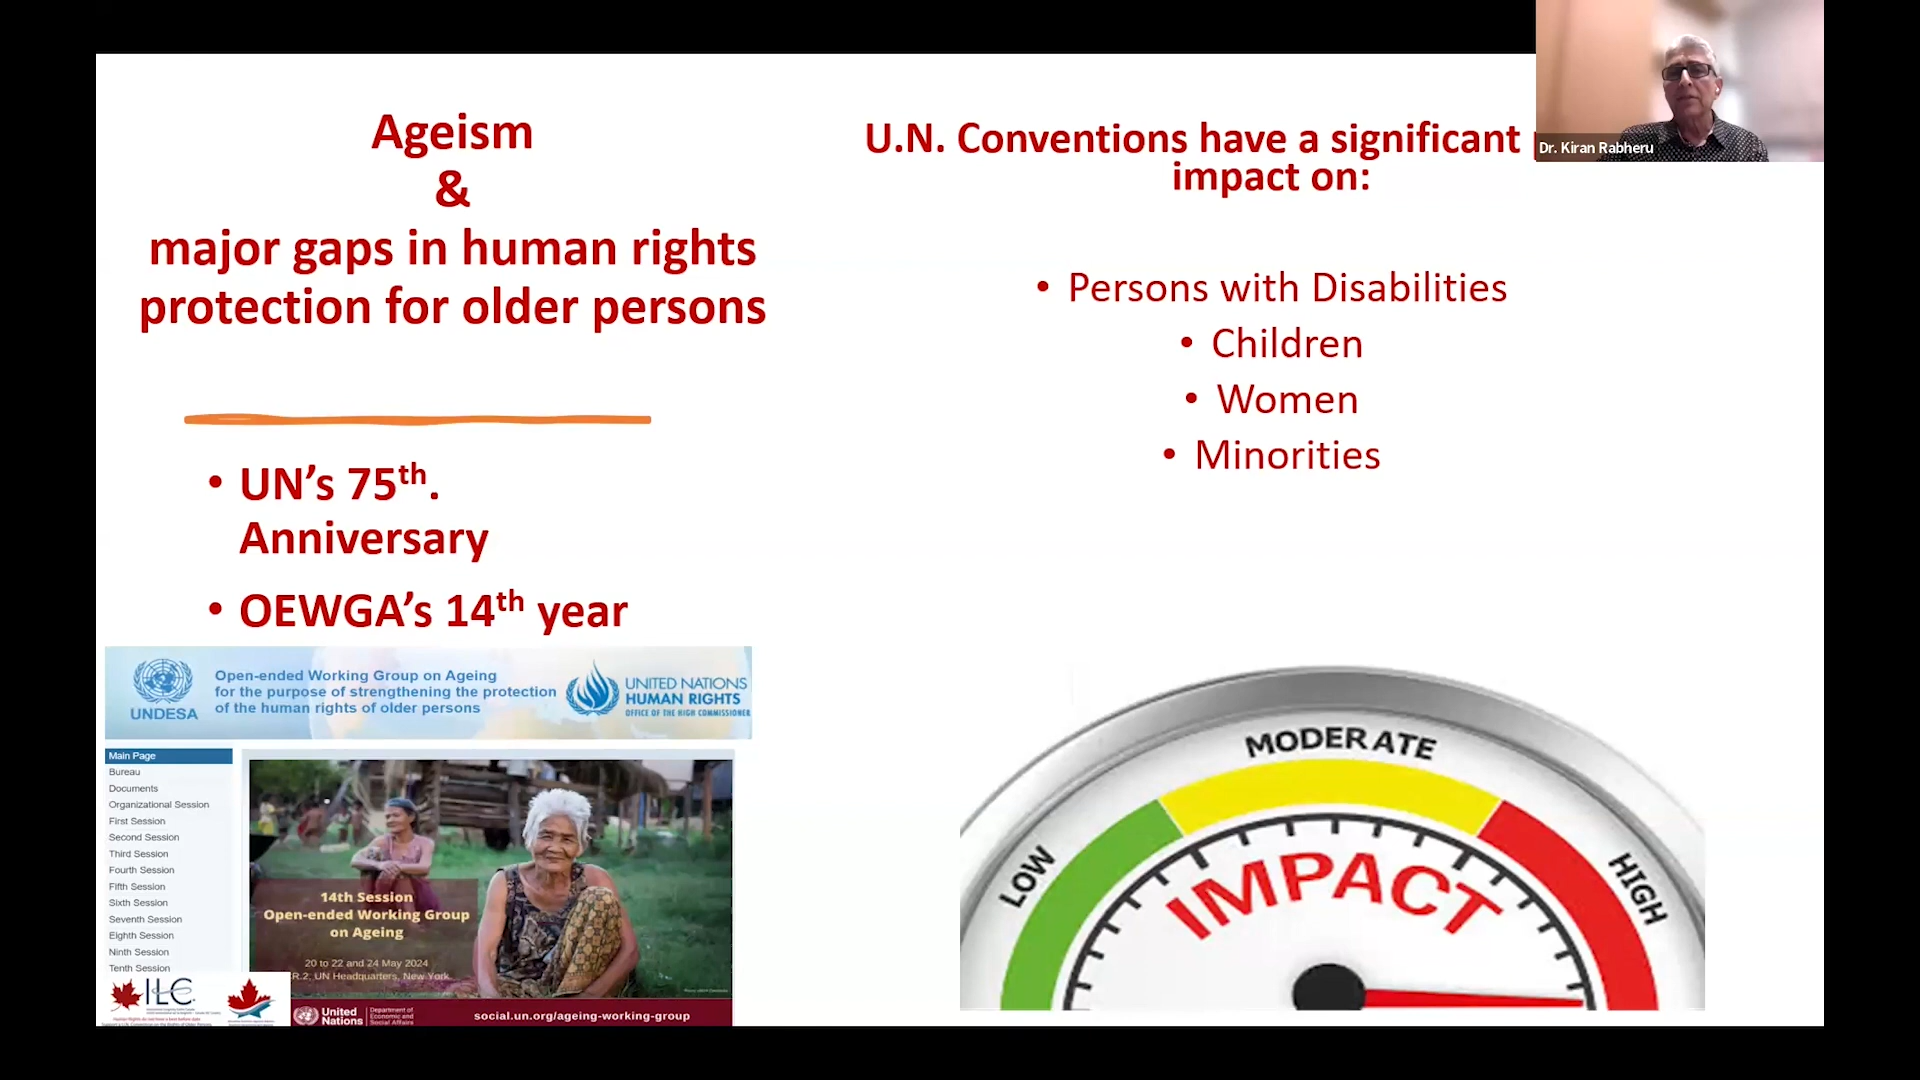 Ageism
&
major gaps in human rights
protection for older persons
UN’s 75th.
Anniversary
OEWGA’s 14th year
UNDESA
Open-ended Working Group on Ageing
for the purpose of strengthening the protection
of the human rights of older persons
UNITED NATIONS
HUMAN RIGHTS
OFFICE OF THE HIGH COMMISSIONER
Main Page
Bureau
Documents
Organizational Session
First Session
Second Session
Third Session
Fourth Session
Fifth Session
Sixth Session
Seventh Session
Eighth Session
Ninth Session
Tenth Session
14th Session
Open-ended Working Group
on Ageing
20 to 22 and 24 May 2024
R.2, UN Headquarters, New York
ILC
United
Nations
Department of
Economic and
Social Affairs
social.un.org/ageing-working-group
U.N. Conventions have a significant
impact on:
• Persons with Disabilities
• Children
• Women
• Minorities
LOW
MODERATE
HIGH
IMPACT
Dr. Kiran Rabheru